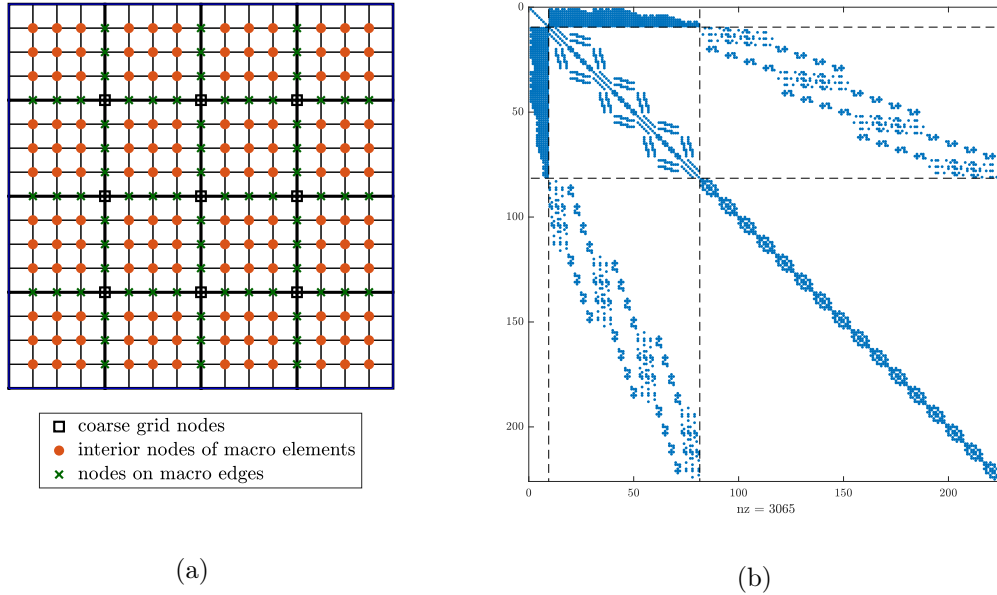 coarse grid nodes
interior nodes of macro elements
nodes on macro edges
(a)
0
50
100
150
200
0
50
100
150
200
nz = 3065
(b)